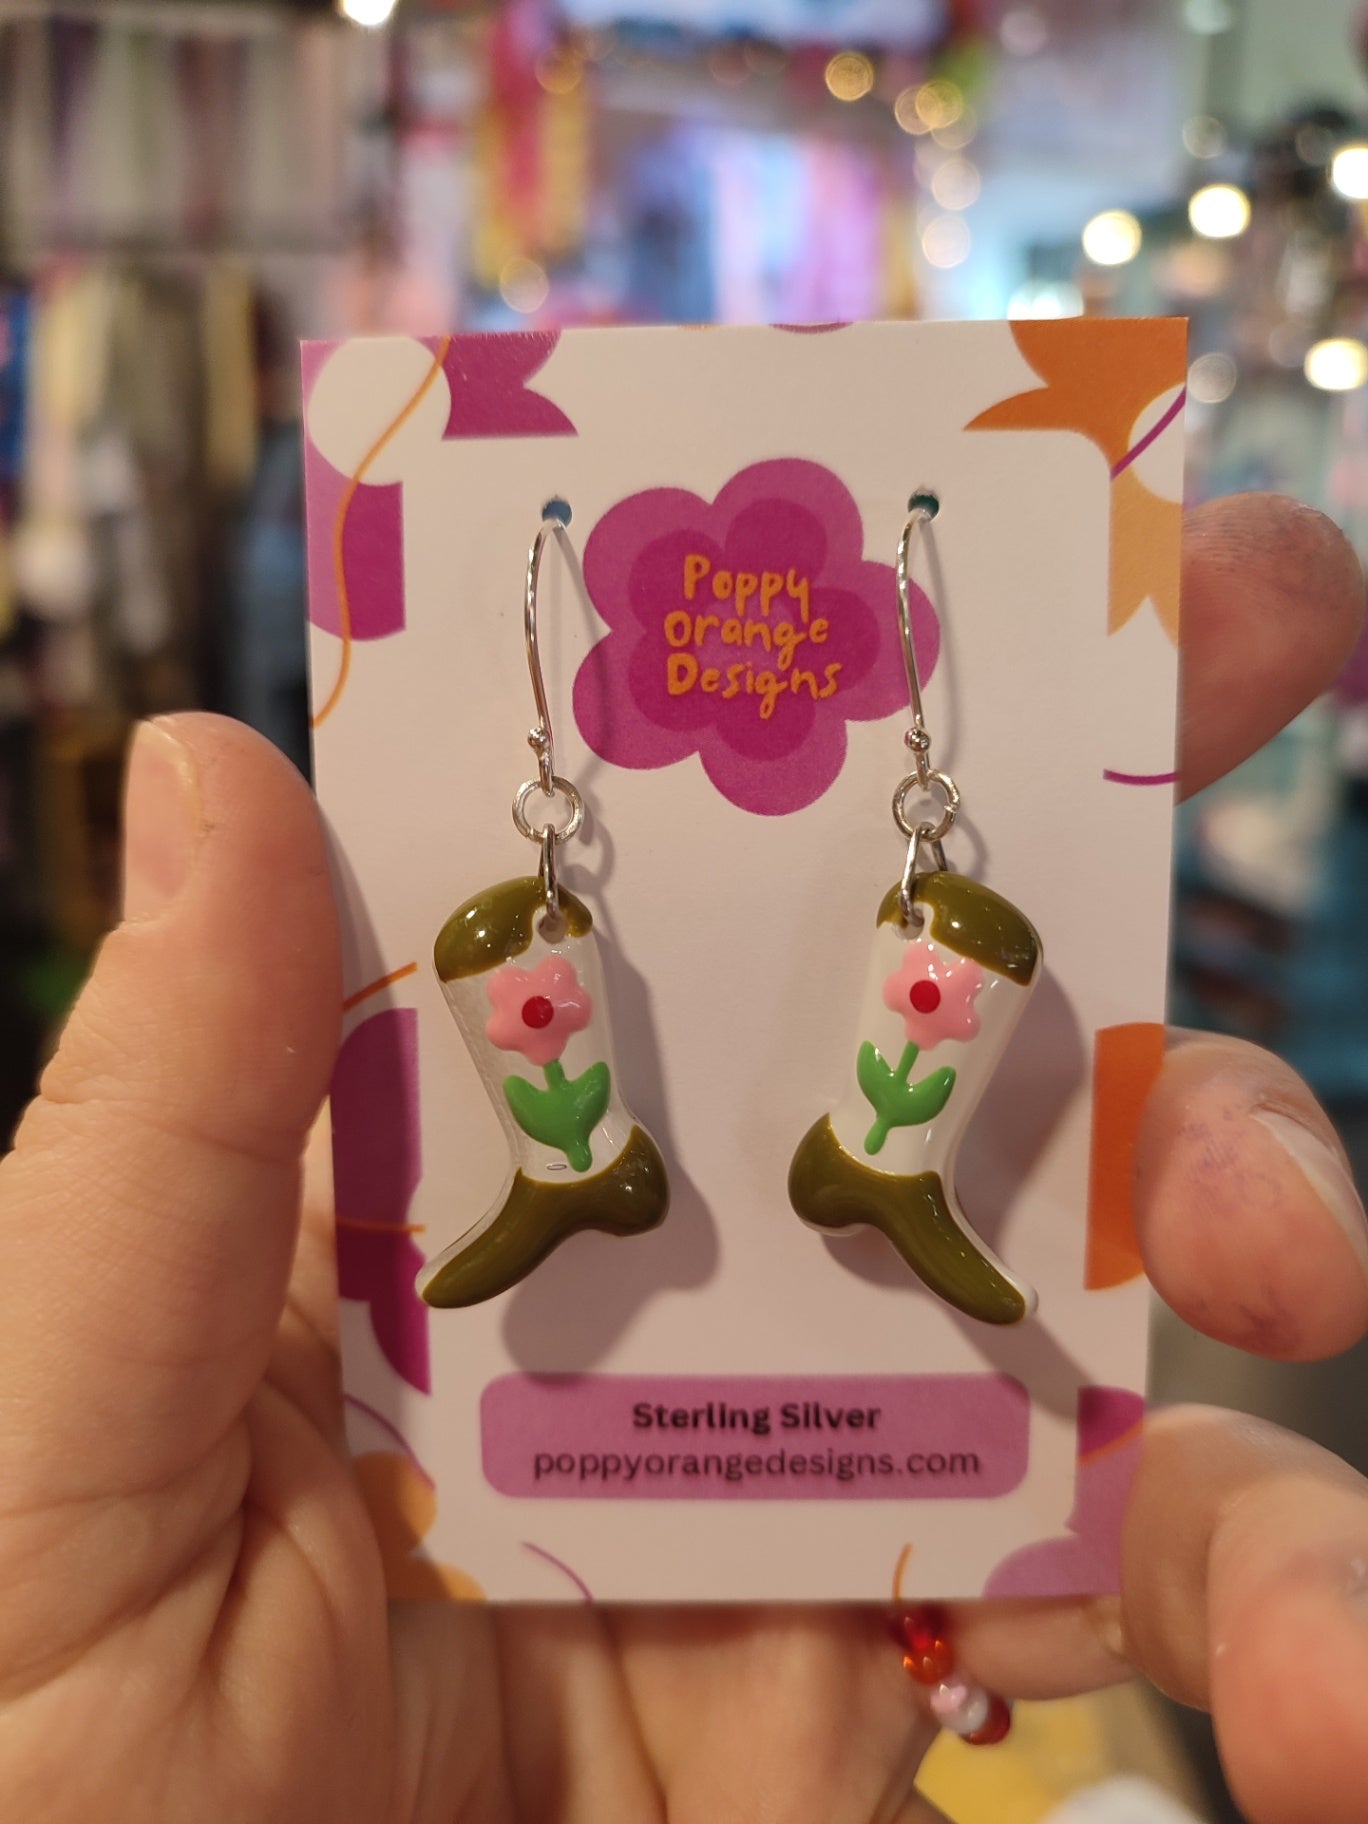 Poppy
Orange
Designs
Sterling Silver
poppyorangedesigns.com